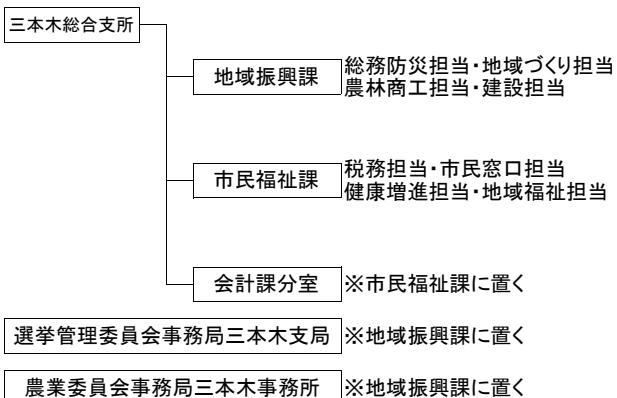 三本木総合支所
地域振興課
総務防災担当・地域づくり担当
農林商工担当・建設担当
市民福祉課
税務担当・市民窓口担当
健康増進担当・地域福祉担当
会計課分室
※市民福祉課に置く
選挙管理委員会事務局三本木支局
※地域振興課に置く
農業委員会事務局三本木事務所
※地域振興課に置く